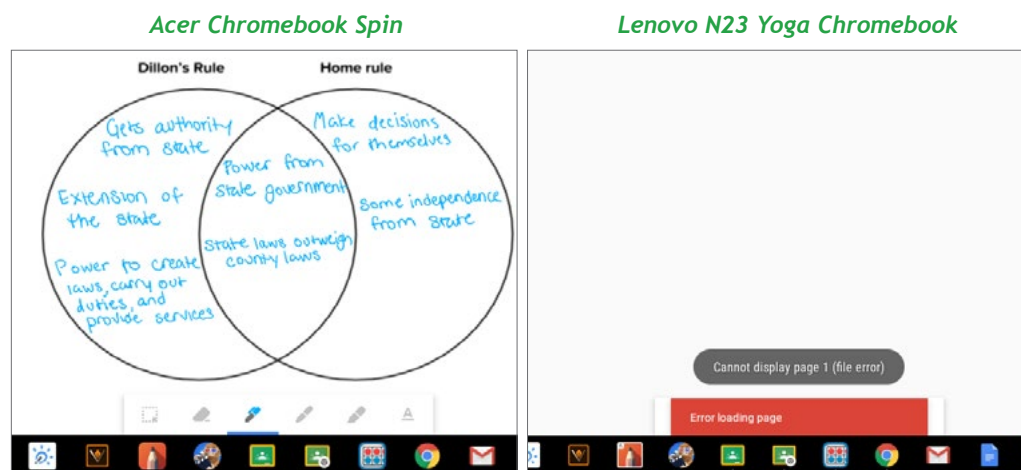 Acer Chromebook Spin
Lenovo N23 Yoga Chromebook
Dillon's Rule
Home rule
Gets authority
from state
Extension of
the state
Power to create
laws, carry out
duties, and
provide services
Power from
state government
State laws outweigh
county laws
Make decisions
for themselves
Some independence
from State
A
Cannot display page 1 (file error)
Error loading page